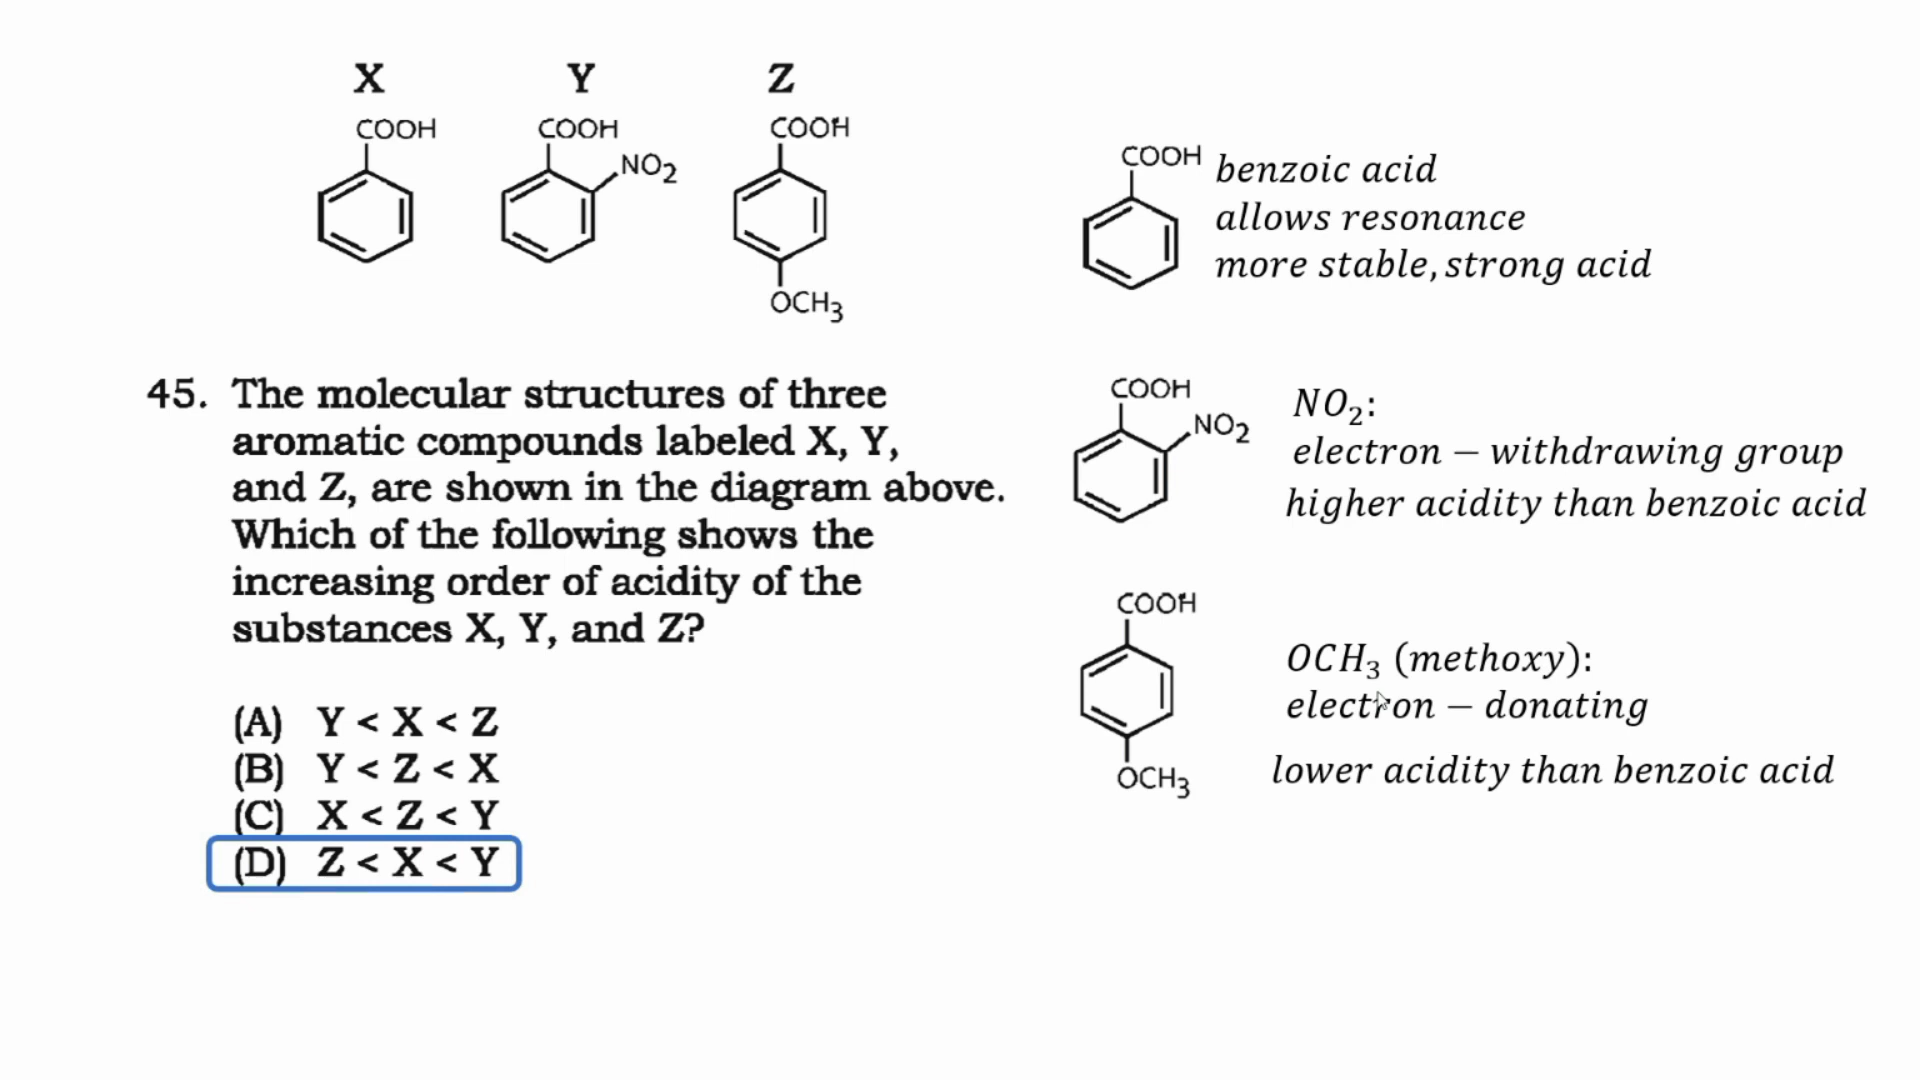 X Y Z
COOH COOH COOH
NO2
OCH3
45. The molecular structures of three
aromatic compounds labeled X, Y,
and Z, are shown in the diagram above.
Which of the following shows the
increasing order of acidity of the
substances X, Y, and Z?
(A) Y < X < Z
(B) Y < Z < X
(C) X < Z < Y
(D) Z < X < Y
COOH
benzoic acid
allows resonance
more stable, strong acid
COOH
NO2
NO2:
electron – withdrawing group
higher acidity than benzoic acid
COOH
OCH3
OCH3 (methoxy):
electron – donating
lower acidity than benzoic acid